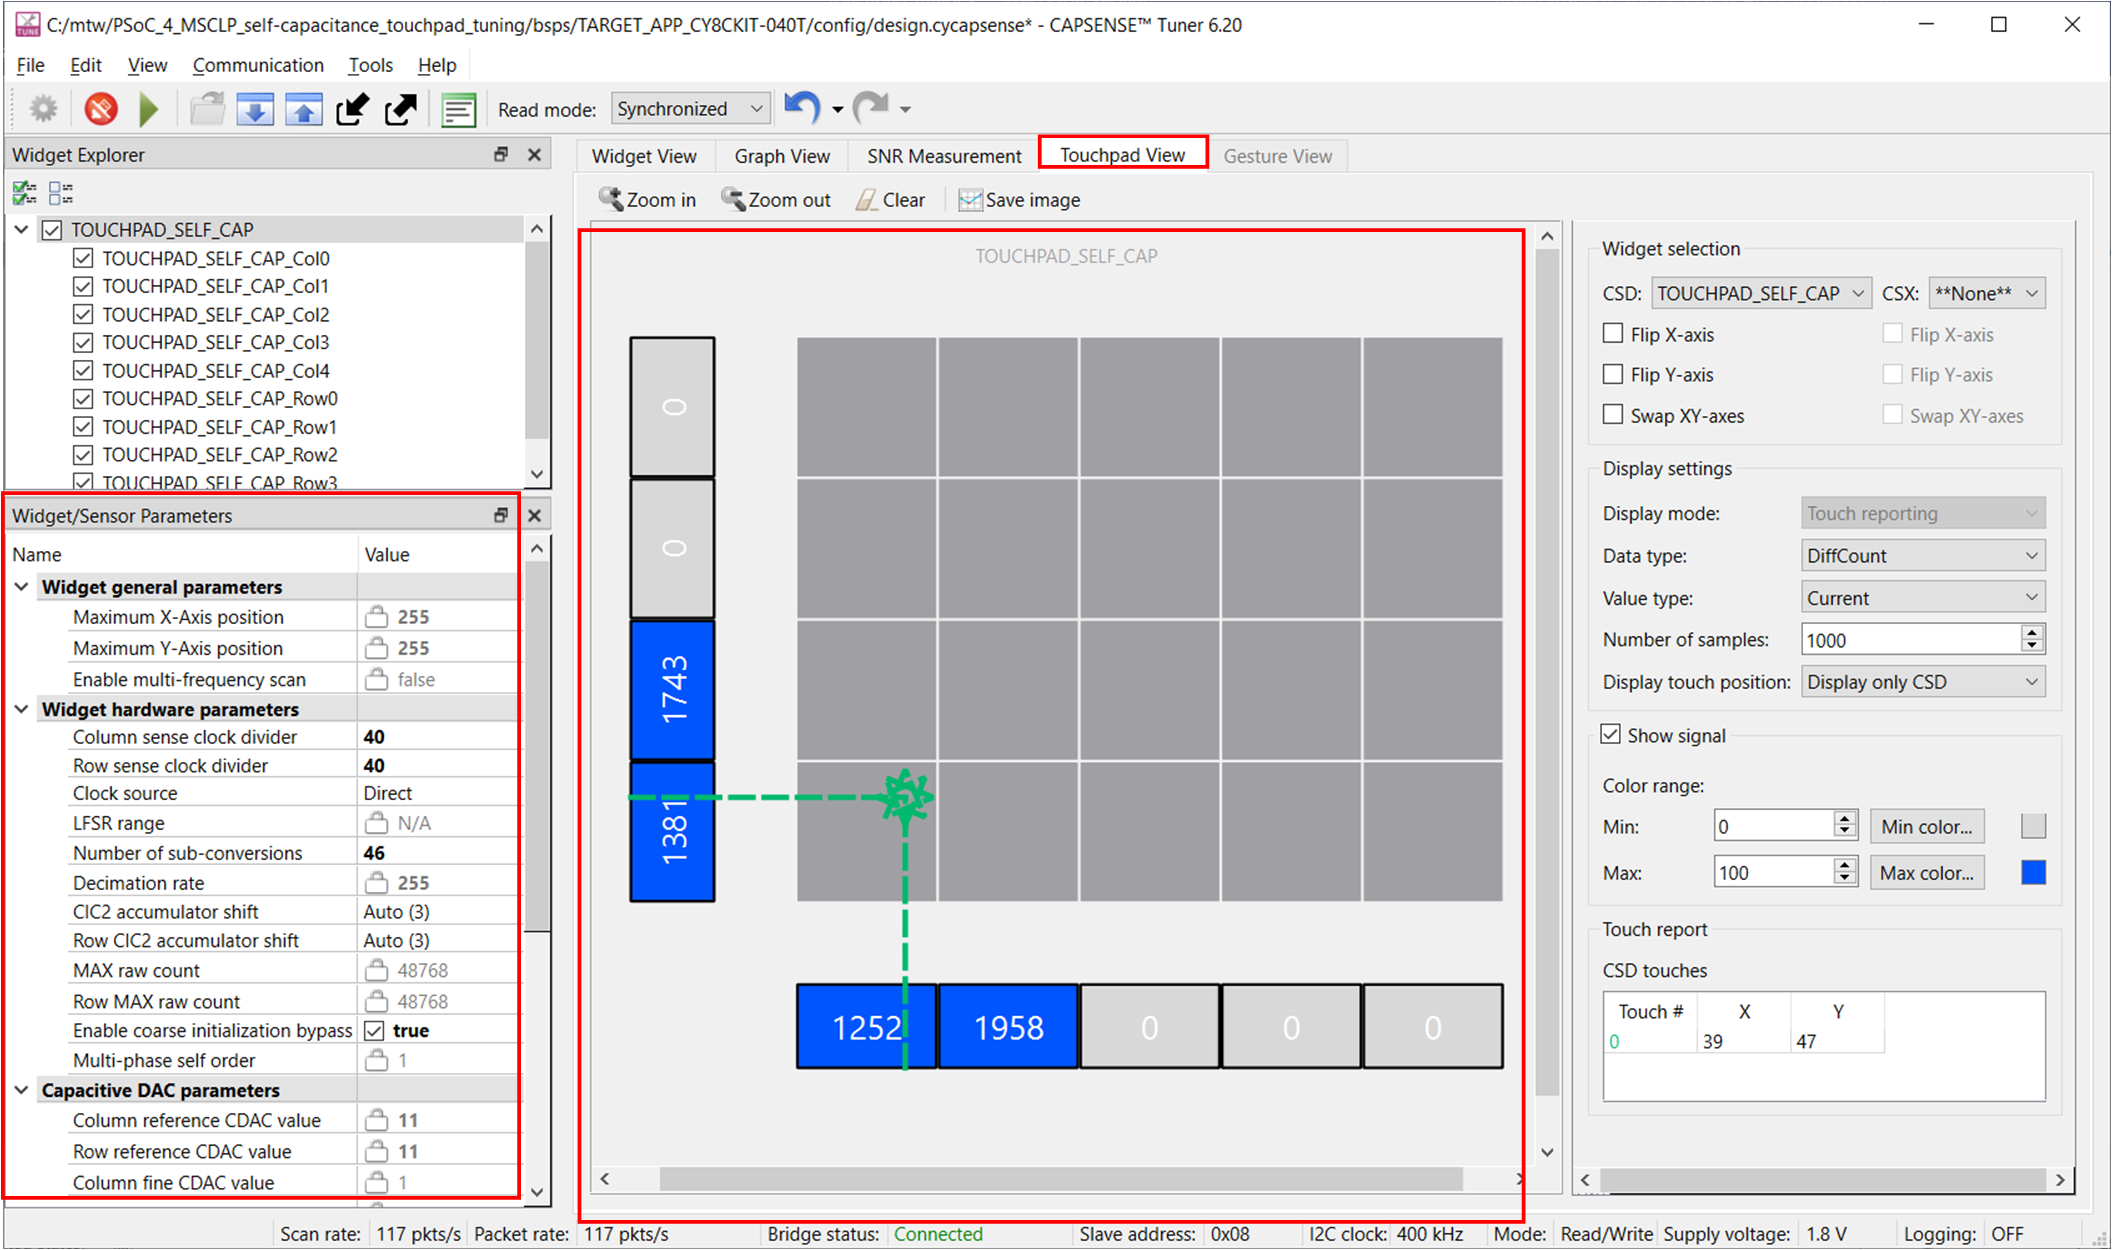 C:/mtw/PSoC_4_MSCLP_self-capacitance_touchpad_tuning/bsps/TARGET_APP_CY8CKIT-040T/config/design.cycapsense* - CAPSENSE™ Tuner 6.20
File Edit View Communication Tools Help
Read mode: Synchronized
Widget Explorer
TOUCHPAD_SELF_CAP
TOUCHPAD_SELF_CAP_Col0
TOUCHPAD_SELF_CAP_Col1
TOUCHPAD_SELF_CAP_Col2
TOUCHPAD_SELF_CAP_Col3
TOUCHPAD_SELF_CAP_Col4
TOUCHPAD_SELF_CAP_Row0
TOUCHPAD_SELF_CAP_Row1
TOUCHPAD_SELF_CAP_Row2
TOUCHPAD_SELF_CAP_Row3
Widget/Sensor Parameters
Name Value
Widget general parameters
Maximum X-Axis position 255
Maximum Y-Axis position 255
Enable multi-frequency scan false
Widget hardware parameters
Column sense clock divider 40
Row sense clock divider 40
Clock source Direct
LFSR range N/A
Number of sub-conversions 46
Decimation rate 255
CIC2 accumulator shift Auto (3)
Row CIC2 accumulator shift Auto (3)
MAX raw count 48768
Row MAX raw count 48768
Enable coarse initialization bypass true
Multi-phase self order 1
Capacitive DAC parameters
Column reference CDAC value 11
Row reference CDAC value 11
Column fine CDAC value 1
Widget View Graph View SNR Measurement Touchpad View Gesture View
Zoom in Zoom out Clear Save image
TOUCHPAD_SELF_CAP
0
0
1743
1381
1252 1958 0 0 0
Widget selection
CSD: TOUCHPAD_SELF_CAP CSX: **None**
Flip X-axis Flip X-axis
Flip Y-axis Flip Y-axis
Swap XY-axes Swap XY-axes
Display settings
Display mode: Touch reporting
Data type: DiffCount
Value type: Current
Number of samples: 1000
Display touch position: Display only CSD
Show signal
Color range:
Min: 0 Min color...
Max: 100 Max color...
Touch report
CSD touches
Touch # X Y
0 39 47
Scan rate: 117 pkts/s Packet rate: 117 pkts/s Bridge status: Connected Slave address: 0x08 I2C clock: 400 kHz Mode: Read/Write Supply voltage: 1.8 V Logging: OFF